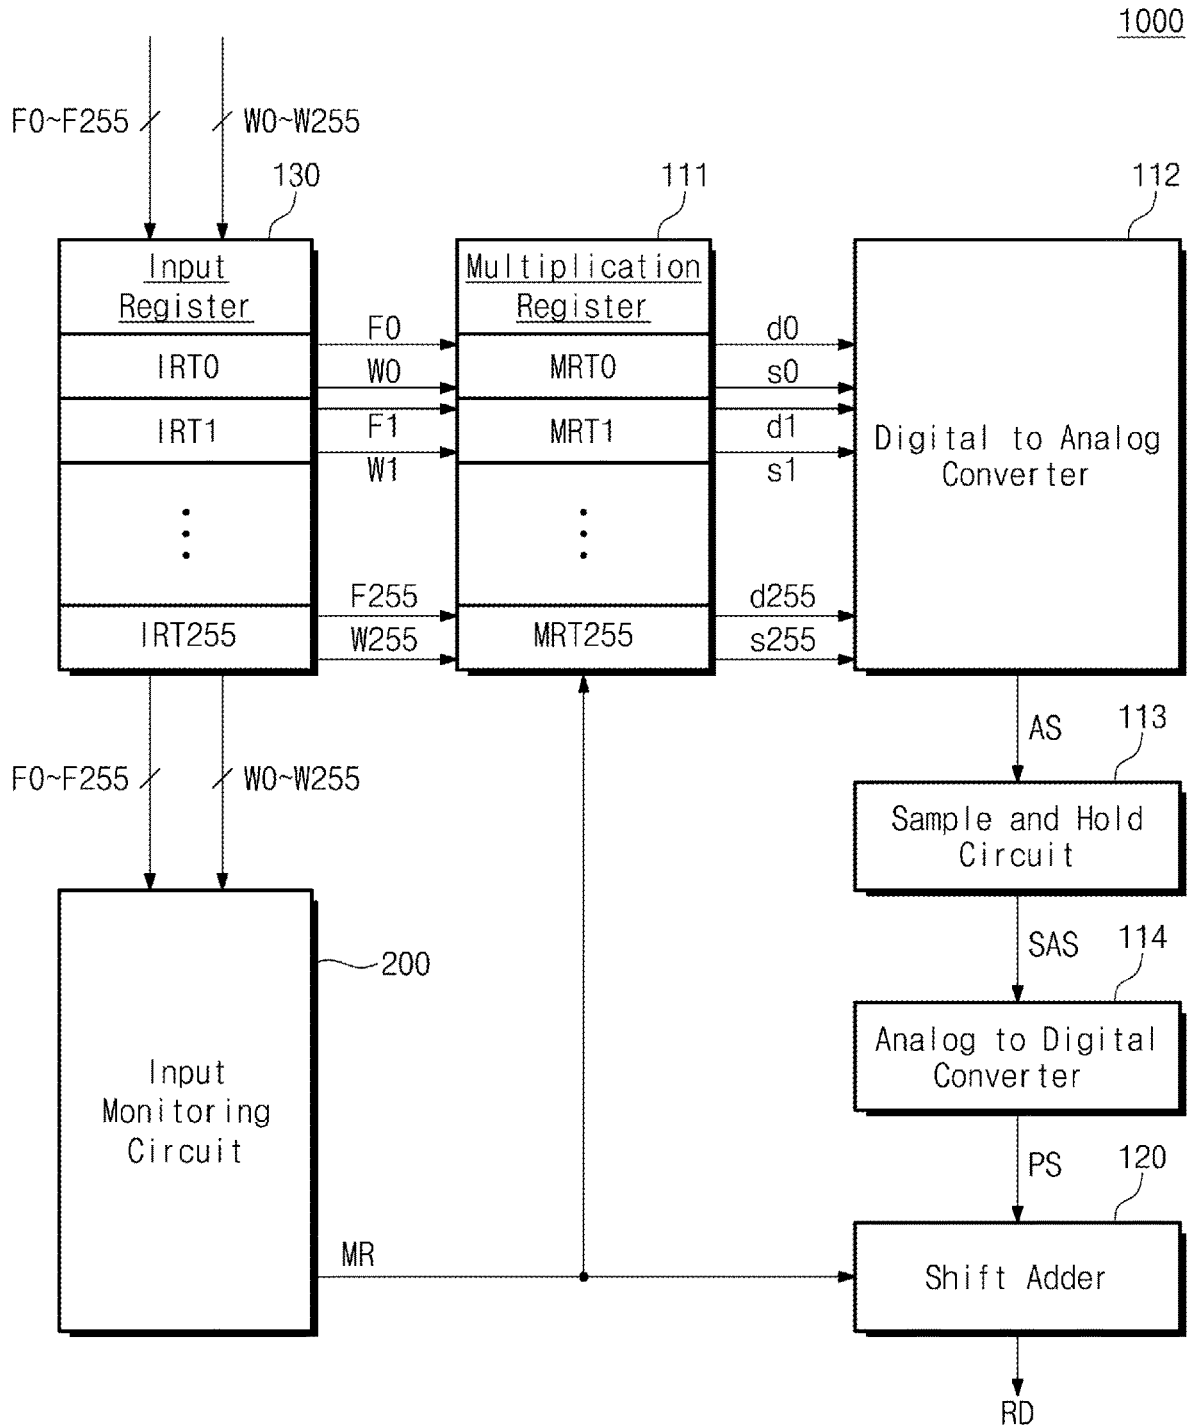 1000
F0~F255
W0~W255
130
111
112
Input
Register
IRT0
IRT1
IRT255
F0
W0
F1
W1
F255
W255
Multiplication
Register
MRT0
MRT1
MRT255
d0
s0
d1
s1
d255
s255
Digital to Analog
Converter
F0~F255
W0~W255
AS
113
Sample and Hold
Circuit
200
SAS
114
Input
Monitoring
Circuit
Analog to Digital
Converter
PS
120
MR
Shift Adder
RD